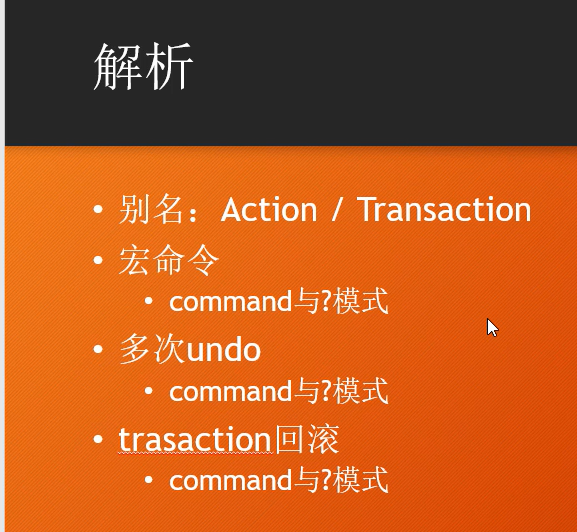 解析
• 别名：Action / Transaction
• 宏命令
• command与?模式
• 多次undo
• command与?模式
• trasaction回滚
• command与?模式